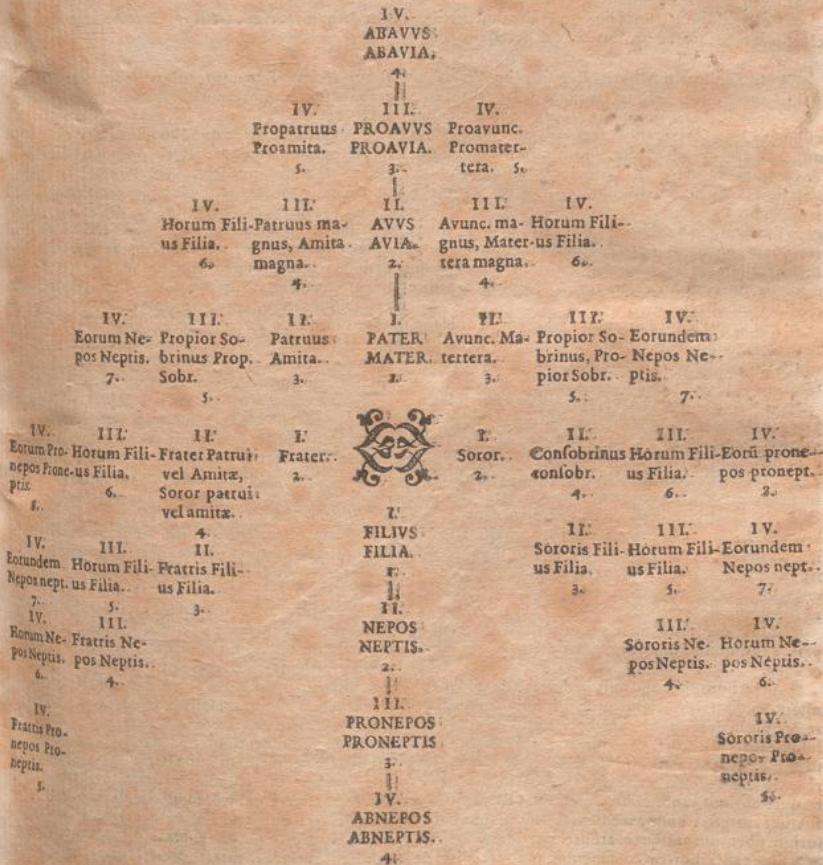 IV.
ABAVVS
ABAVIA.
4.
IV. III. IV.
Propatruus PROAVVS Proavunc.
Proamita. PROAVIA. Promater-
5. 3. tera. 5.
IV. III. II. III. IV.
Horum Fili- Patruus ma- AVVS Avunc. ma- Horum Fili-
us Filia. gnus, Amita AVIA. gnus, Mater- us Filia.
6. magna. 2. tera magna. 6.
4. 4.
IV. III. II. I. II. III. IV.
Eorum Ne- Propior So- Patruus PATER Avunc. Ma- Propior So- Eorundem
pos Neptis. brinus Prop. Amita. MATER. tertera. brinus, Pro- Nepos Ne-
7. Sobr. 3. 1. 3. pior Sobr. ptis.
5. 5. 7.
IV. III. II. I. I. II. III. IV.
Eorum Pro- Horum Fili- Frater Patrui Frater. Soror. Consobrinus Horum Fili- Eorū prone-
nepos Prone- us Filia. vel Amitæ, 2. 2. consobr. us Filia. pos pronept.
ptis. 6. Soror patrui 4. 6. 8.
8. vel amitæ.
4.
I.
FILIVS
FILIA.
1.
IV. III. II. II. III. IV.
Eorundem Horum Fili- Fratris Fili- Sororis Fili- Horum Fili- Eorundem
Nepos nept. us Filia. us Filia. us Filia. us Filia. Nepos nept.
7. 5. 3. 3. 5. 7.
II.
NEPOS
NEPTIS.
2.
IV. III. III. IV.
Horum Ne- Fratris Ne- Sororis Ne- Horum Ne-
pos Neptis. pos Neptis. pos Neptis. pos Neptis.
6. 4. 4. 6.
III.
PRONEPOS
PRONEPTIS
3.
IV. IV.
Fratris Pro- Sororis Pro-
nepos Pro- nepos Pro-
neptis. neptis.
5. 5.
IV.
ABNEPOS
ABNEPTIS.
4.